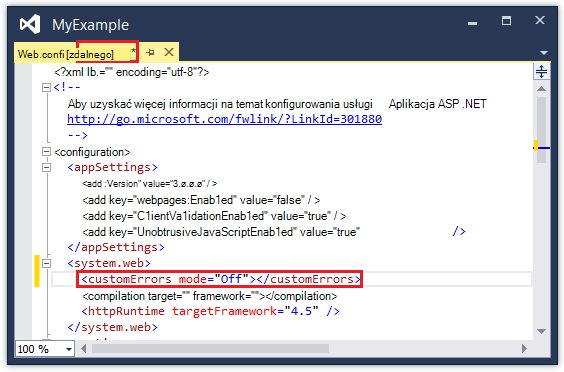 MyExample
Web.confi[zdalnego] *
<?xml lb.="" encoding="utf-8"?>
<!--
Aby uzyskać więcej informacji na temat konfigurowania usługi Aplikacja ASP .NET
http://go.microsoft.com/fwlink/?LinkId=301880
-->
<configuration>
<appSettings>
<add :Version" value="3.ø.ø.ø" / >
<add key="webpages:Enab1ed" value="false" / >
<add key="C1ientVa1idationEnab1ed" value="true" / >
<add key="UnobtrusiveJavaScriptEnab1ed" value="true" />
</appSettings>
<system.web>
<customErrors mode="Off"></customErrors>
<compilation target="" framework=""></compilation>
<httpRuntime targetFramework="4.5" />
</system.web>
100 %